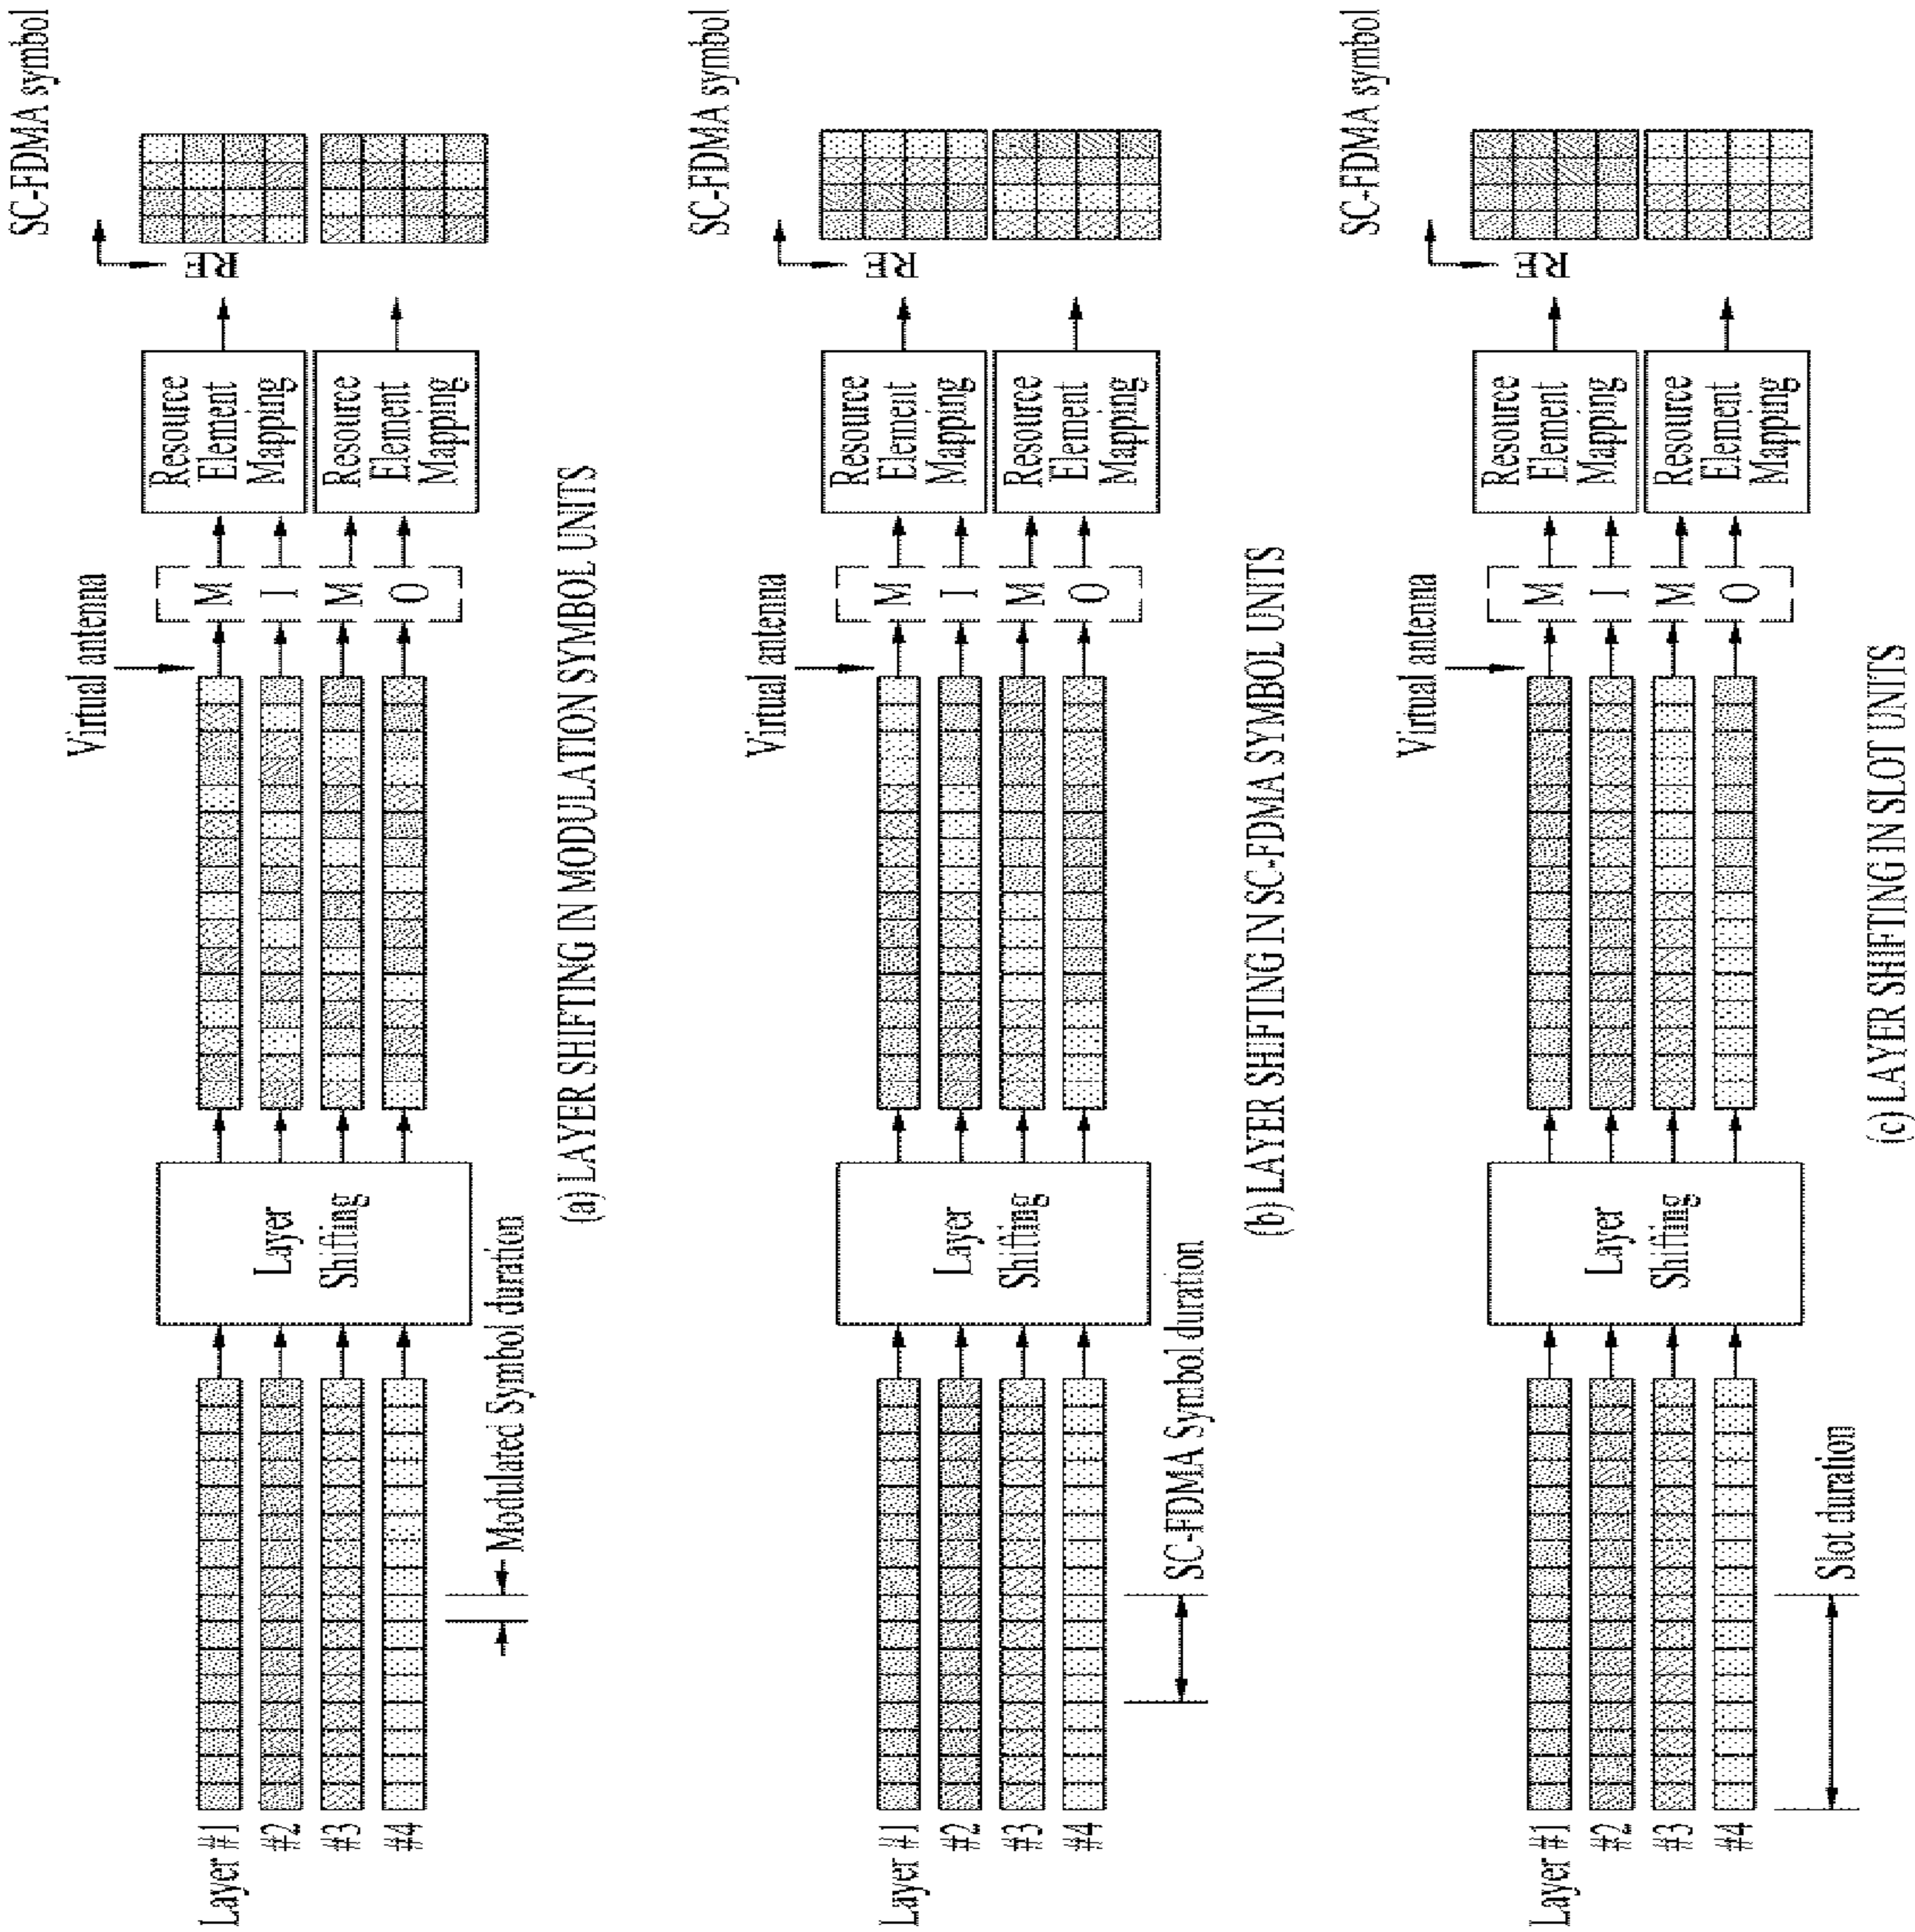 SC-FDMA symbol
RE
Virtual antenna
Layer #1
#2
#3
#4
Layer
Shifting
M
I
M
O
Resource
Element
Mapping
Resource
Element
Mapping
Modulated Symbol duration
(a) LAYER SHIFTING IN MODULATION SYMBOL UNITS
SC-FDMA symbol
RE
Virtual antenna
Layer #1
#2
#3
#4
Layer
Shifting
M
I
M
O
Resource
Element
Mapping
Resource
Element
Mapping
SC-FDMA Symbol duration
(b) LAYER SHIFTING IN SC-FDMA SYMBOL UNITS
SC-FDMA symbol
RE
Virtual antenna
Layer #1
#2
#3
#4
Layer
Shifting
M
I
M
O
Resource
Element
Mapping
Resource
Element
Mapping
Slot duration
(c) LAYER SHIFTING IN SLOT UNITS